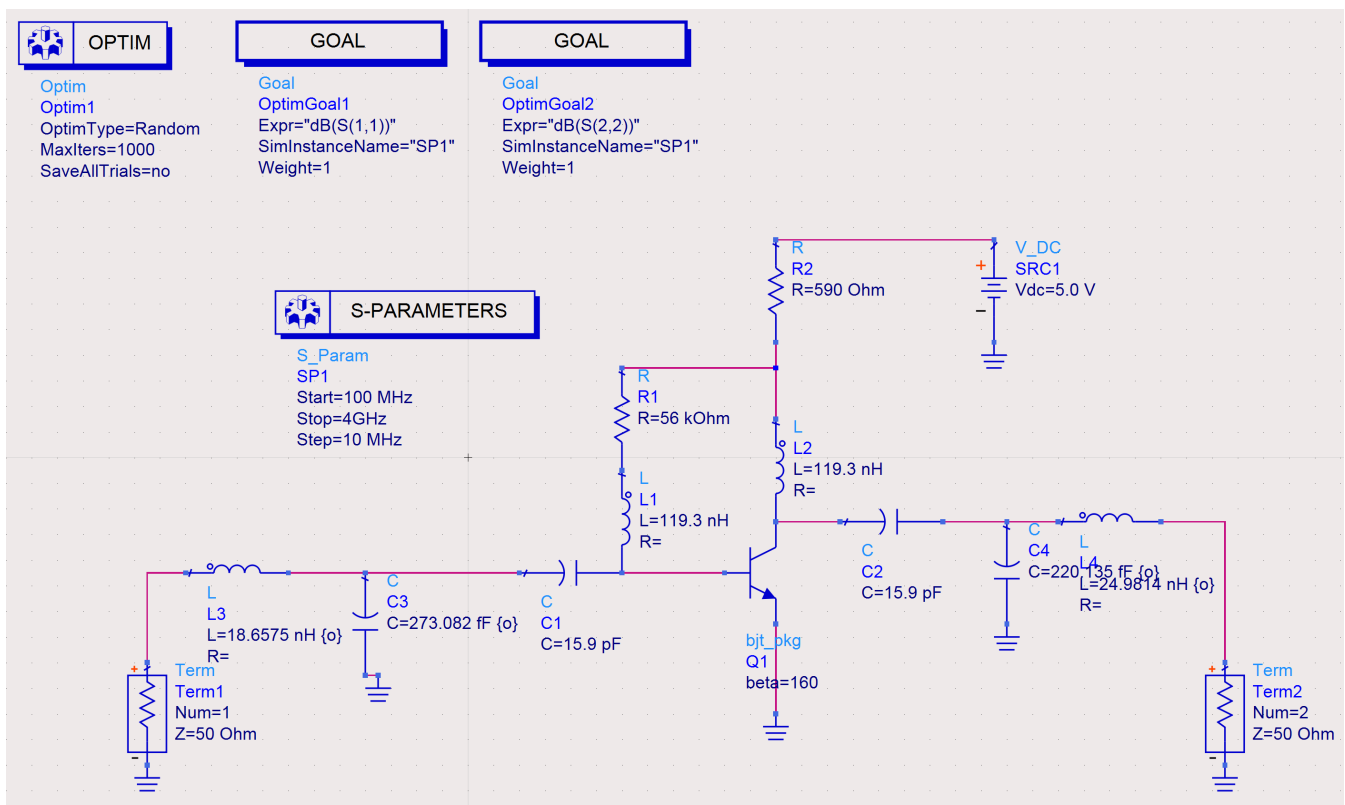 OPTIM
Optim
Optim1
OptimType=Random
MaxIters=1000
SaveAllTrials=no
GOAL
Goal
OptimGoal1
Expr="dB(S(1,1))"
SimInstanceName="SP1"
Weight=1
GOAL
Goal
OptimGoal2
Expr="dB(S(2,2))"
SimInstanceName="SP1"
Weight=1
S-PARAMETERS
S_Param
SP1
Start=100 MHz
Stop=4GHz
Step=10 MHz
R
R2
R=590 Ohm
+
V_DC
SRC1
Vdc=5.0 V
−
R
R1
R=56 kOhm
L
L2
L=119.3 nH
R=
L
L1
L=119.3 nH
R=
L
L3
L=18.6575 nH {o}
R=
C
C3
C=273.082 fF {o}
C
C1
C=15.9 pF
bjt_pkg
Q1
beta=160
C
C2
C=15.9 pF
C
C4
C=220.135 fF {o}
L
L4
L=24.9814 nH {o}
R=
+
Term
Term1
Num=1
Z=50 Ohm
−
+
Term
Term2
Num=2
Z=50 Ohm
−